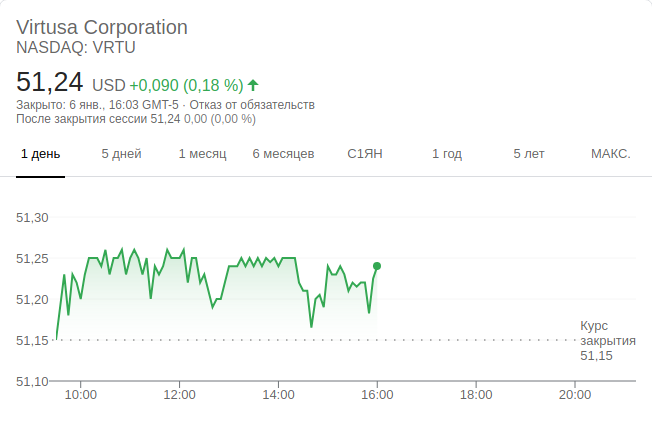 Virtusa Corporation
NASDAQ: VRTU
51,24 USD +0,090 (0,18 %)
Закрыто: 6 янв., 16:03 GMT-5 · Отказ от обязательств
После закрытия сессии 51,24 0,00 (0,00 %)
1 день 5 дней 1 месяц 6 месяцев С1ЯН 1 год 5 лет МАКС.
51,30
51,25
51,20
51,15
51,10
Курс
закрытия
51,15
10:00 12:00 14:00 16:00 18:00 20:00